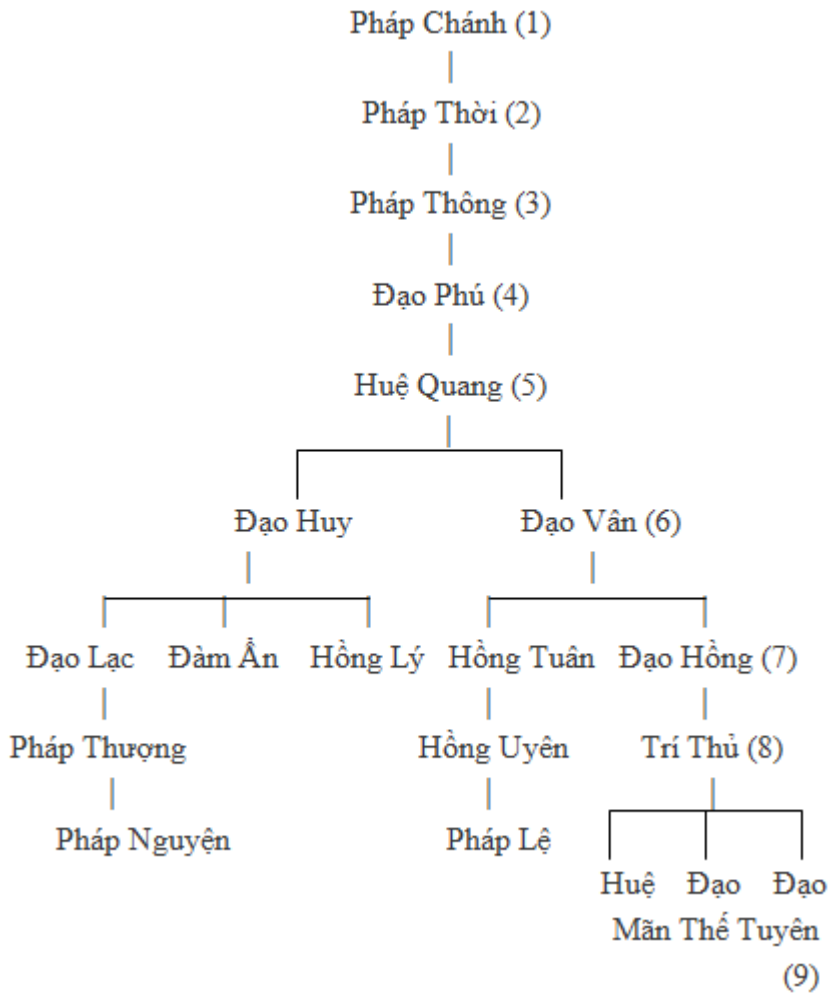 Pháp Chánh (1)
Pháp Thời (2)
Pháp Thông (3)
Đạo Phú (4)
Huệ Quang (5)
Đạo Huy Đạo Vân (6)
Đạo Lạc Đàm Ẩn Hồng Lý Hồng Tuân Đạo Hồng (7)
Pháp Thượng Hồng Uyên Trí Thủ (8)
Pháp Nguyện Pháp Lệ
Huệ Đạo Đạo
Mãn Thế Tuyên
(9)